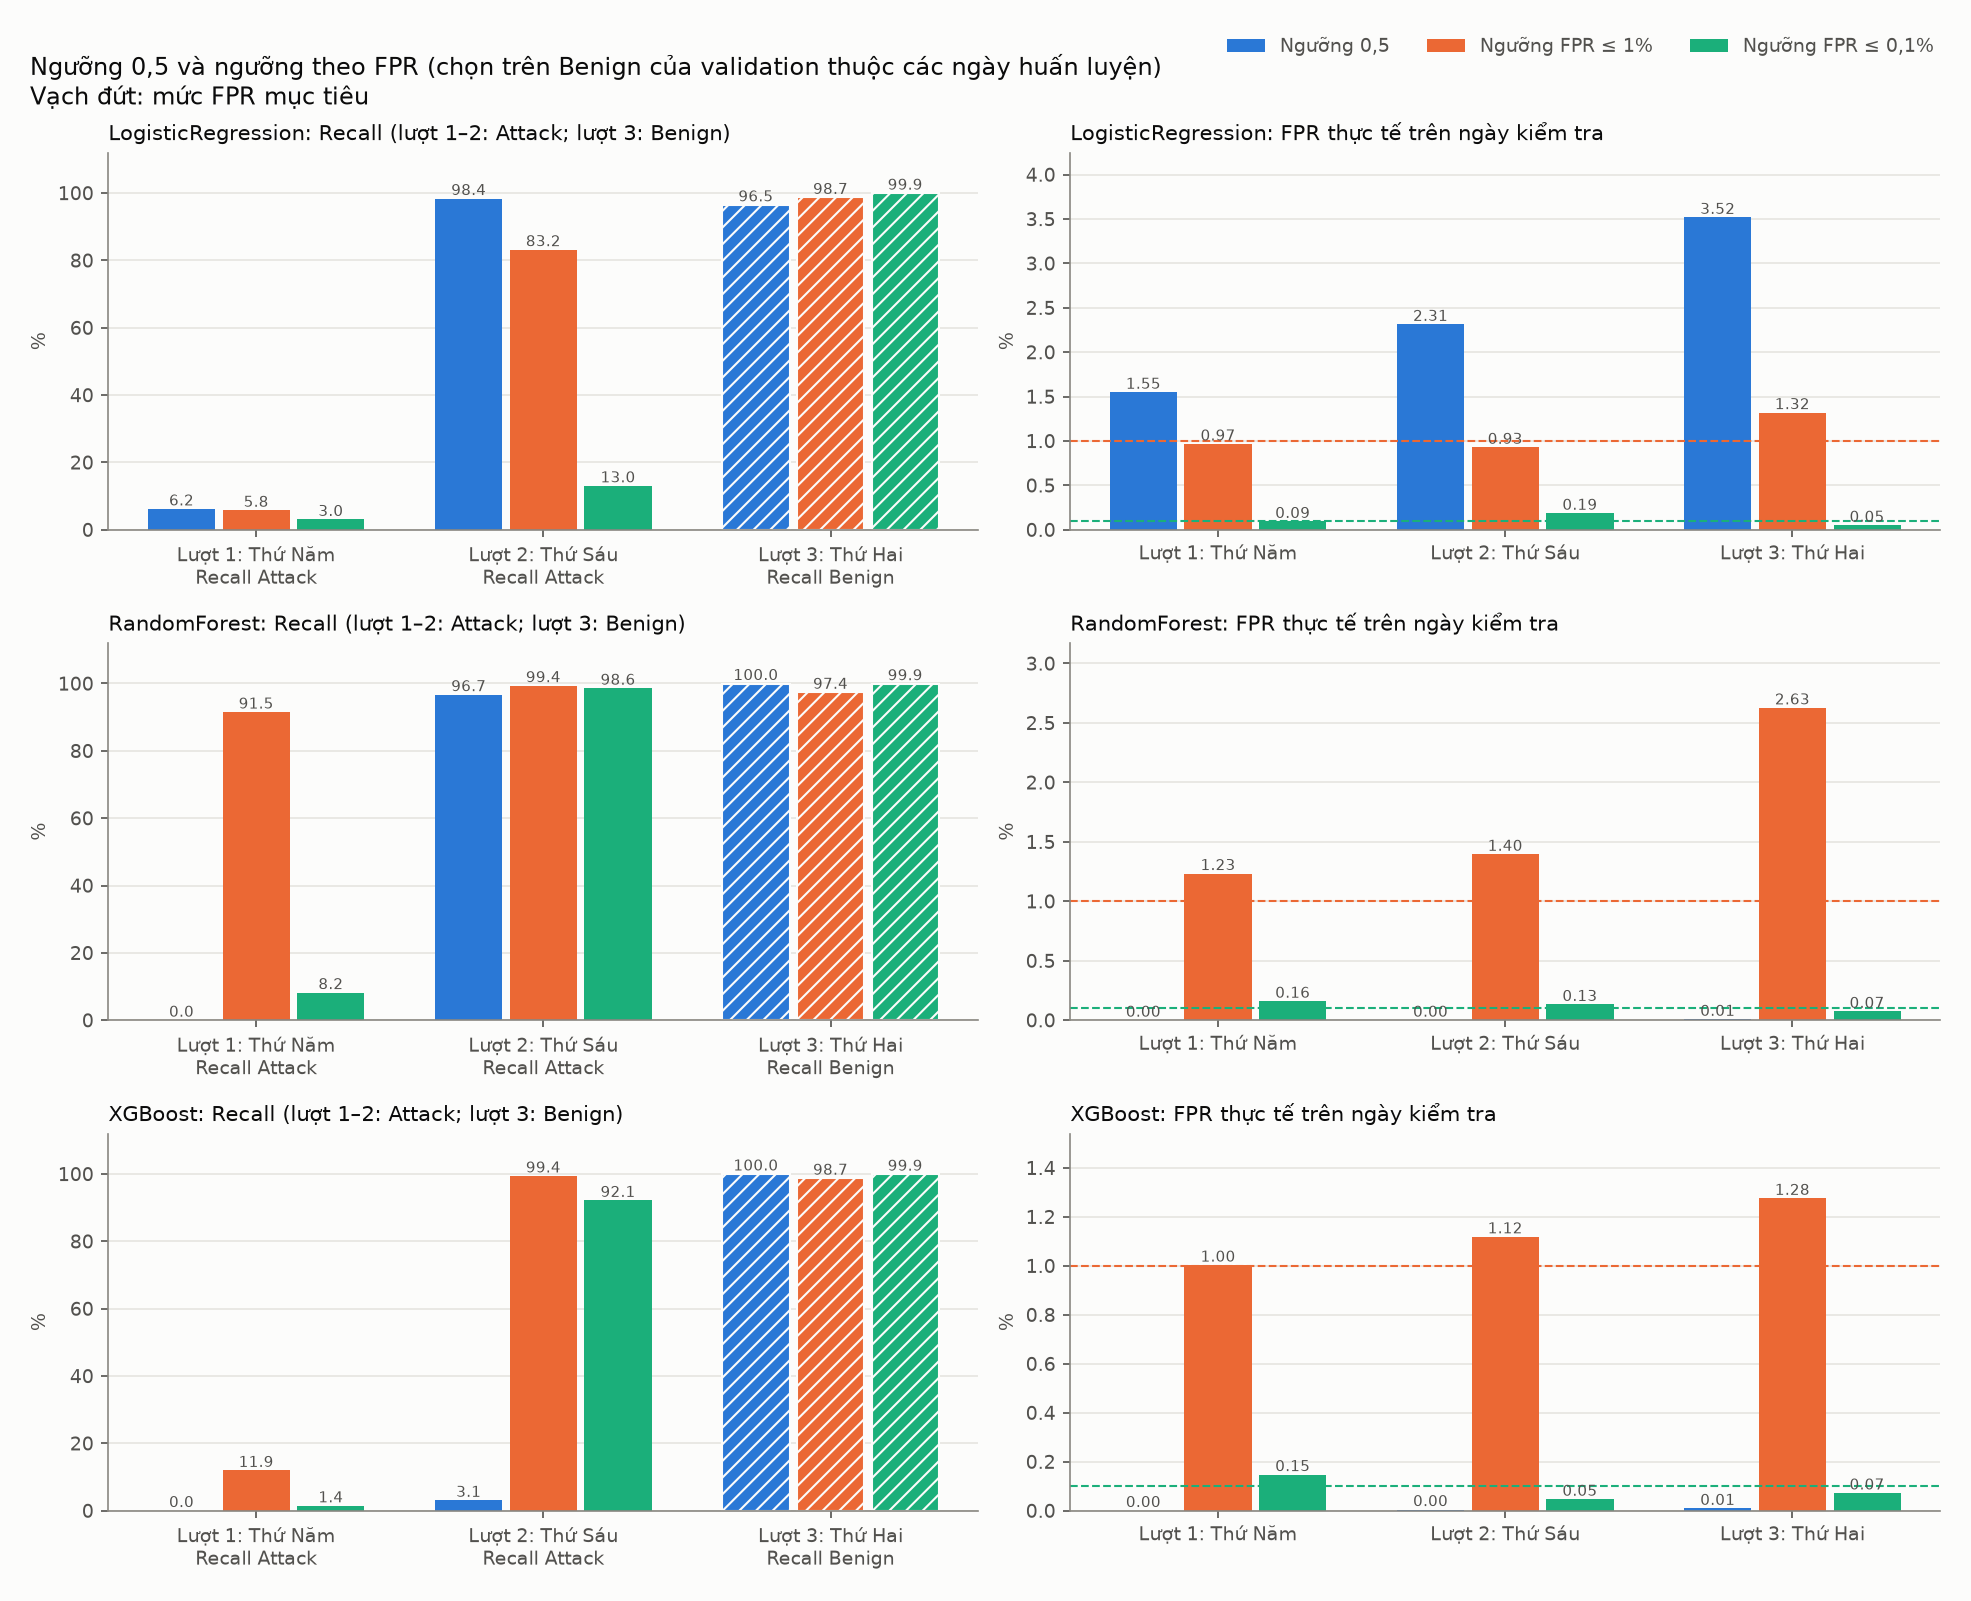 Ngưỡng 0,5
Ngưỡng FPR ≤ 1%
Ngưỡng FPR ≤ 0,1%
Ngưỡng 0,5 và ngưỡng theo FPR (chọn trên Benign của validation thuộc các ngày huấn luyện)
Vạch đứt: mức FPR mục tiêu
LogisticRegression: Recall (lượt 1–2: Attack; lượt 3: Benign)
%
100
80
60
40
20
0
6.2
5.8
3.0
98.4
83.2
13.0
96.5
98.7
99.9
Lượt 1: Thứ Năm
Recall Attack
Lượt 2: Thứ Sáu
Recall Attack
Lượt 3: Thứ Hai
Recall Benign
LogisticRegression: FPR thực tế trên ngày kiểm tra
%
4.0
3.5
3.0
2.5
2.0
1.5
1.0
0.5
0.0
1.55
0.97
0.09
2.31
0.93
0.19
3.52
1.32
0.05
Lượt 1: Thứ Năm
Lượt 2: Thứ Sáu
Lượt 3: Thứ Hai
RandomForest: Recall (lượt 1–2: Attack; lượt 3: Benign)
%
100
80
60
40
20
0
0.0
91.5
8.2
96.7
99.4
98.6
100.0
97.4
99.9
Lượt 1: Thứ Năm
Recall Attack
Lượt 2: Thứ Sáu
Recall Attack
Lượt 3: Thứ Hai
Recall Benign
RandomForest: FPR thực tế trên ngày kiểm tra
%
3.0
2.5
2.0
1.5
1.0
0.5
0.0
0.00
1.23
0.16
0.00
1.40
0.13
0.01
2.63
0.07
Lượt 1: Thứ Năm
Lượt 2: Thứ Sáu
Lượt 3: Thứ Hai
XGBoost: Recall (lượt 1–2: Attack; lượt 3: Benign)
%
100
80
60
40
20
0
0.0
11.9
1.4
3.1
99.4
92.1
100.0
98.7
99.9
Lượt 1: Thứ Năm
Recall Attack
Lượt 2: Thứ Sáu
Recall Attack
Lượt 3: Thứ Hai
Recall Benign
XGBoost: FPR thực tế trên ngày kiểm tra
%
1.4
1.2
1.0
0.8
0.6
0.4
0.2
0.0
0.00
1.00
0.15
0.00
1.12
0.05
0.01
1.28
0.07
Lượt 1: Thứ Năm
Lượt 2: Thứ Sáu
Lượt 3: Thứ Hai